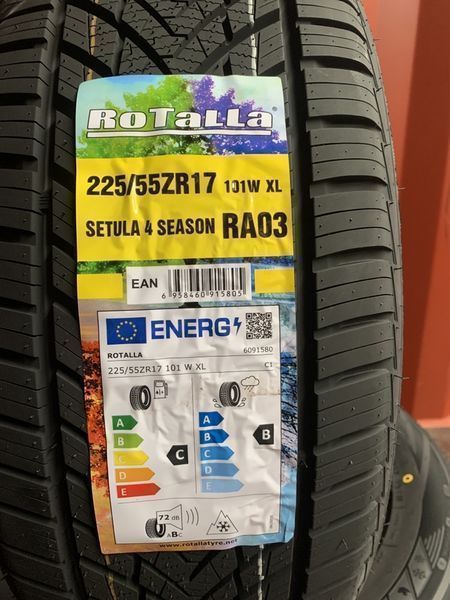 RoTalla
225/55ZR17 101W XL
SETULA 4 SEASON RA03
EAN
6 958460 915805
ENERG
ROTALLA 6091580
225/55ZR17 101 W XL C1
A A
B B
C C C B
D D
E E
72 dB
ABC
www.rotallatyre.net